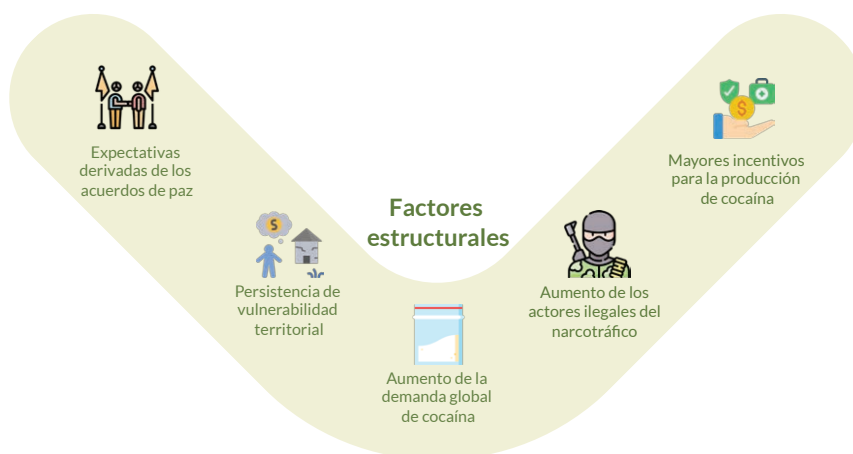 Factores
estructurales
Expectativas
derivadas de los
acuerdos de paz
Persistencia de
vulnerabilidad
territorial
Aumento de la
demanda global
de cocaína
Aumento de los
actores ilegales del
narcotráfico
Mayores incentivos
para la producción
de cocaína